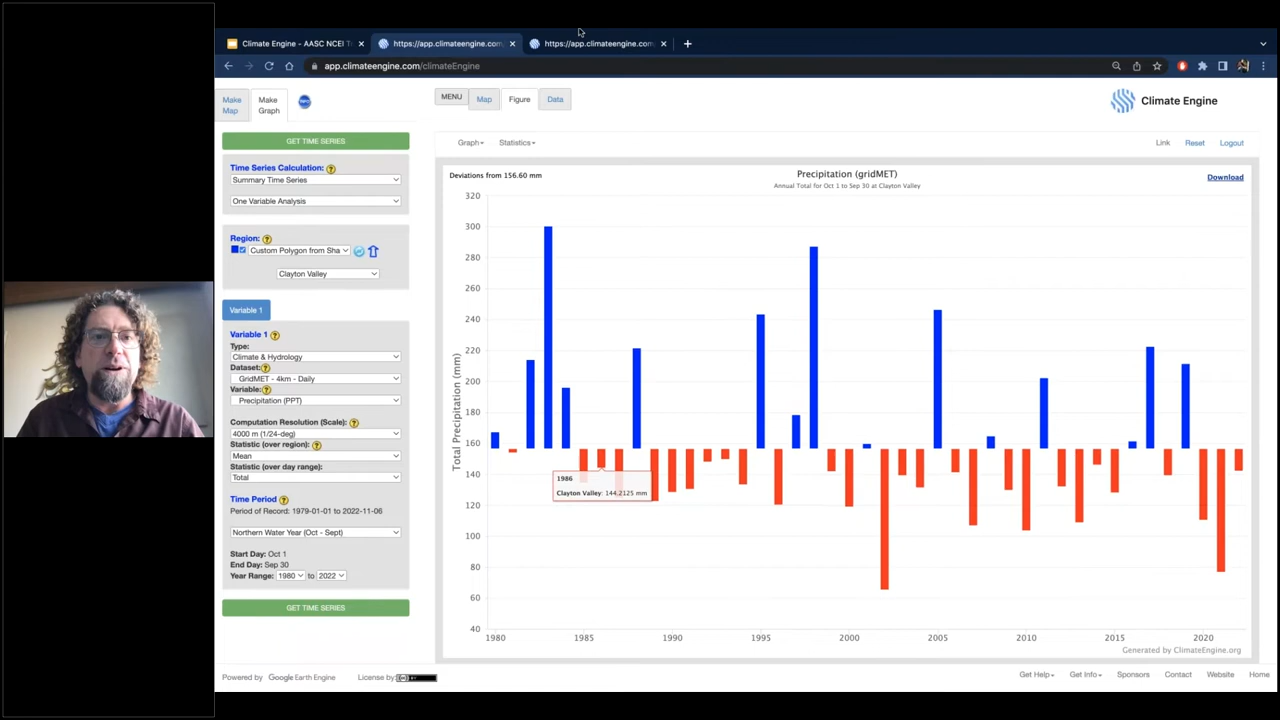 Climate Engine - AASC NCEI T
https://app.climateengine.com
https://app.climateengine.com
app.climateengine.com/climateEngine
Make Map
Make Graph
MENU
Map
Figure
Data
Climate Engine
GET TIME SERIES
Time Series Calculation:
Summary Time Series
One Variable Analysis
Region:
Custom Polygon from Sha
Clayton Valley
Variable 1
Variable 1
Type:
Climate & Hydrology
Dataset:
GridMET - 4km - Daily
Variable:
Precipitation (PPT)
Computation Resolution (Scale):
4000 m (1/24-deg)
Statistic (over region):
Mean
Statistic (over day range):
Total
Time Period
Period of Record: 1979-01-01 to 2022-11-06
Northern Water Year (Oct - Sept)
Start Day: Oct 1
End Day: Sep 30
Year Range: 1980 to 2022
GET TIME SERIES
Graph
Statistics
Link
Reset
Logout
Deviations from 156.60 mm
Precipitation (gridMET)
Annual Total for Oct 1 to Sep 30 at Clayton Valley
Download
Total Precipitation (mm)
320
300
280
260
240
220
200
180
160
140
120
100
80
60
40
1986
Clayton Valley: 144.2125 mm
1980
1985
1990
1995
2000
2005
2010
2015
2020
Generated by ClimateEngine.org
Powered by Google Earth Engine
License by:
Get Help
Get Info
Sponsors
Contact
Website
Home